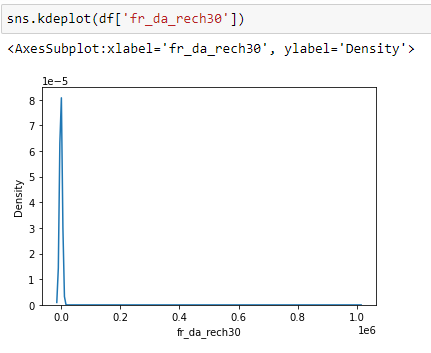 sns.kdeplot(df['fr_da_rech30'])
<AxesSubplot:xlabel='fr_da_rech30', ylabel='Density'>
1e−5
8
7
6
5
4
3
2
1
0
Density
0.0 0.2 0.4 0.6 0.8 1.0
1e6
fr_da_rech30